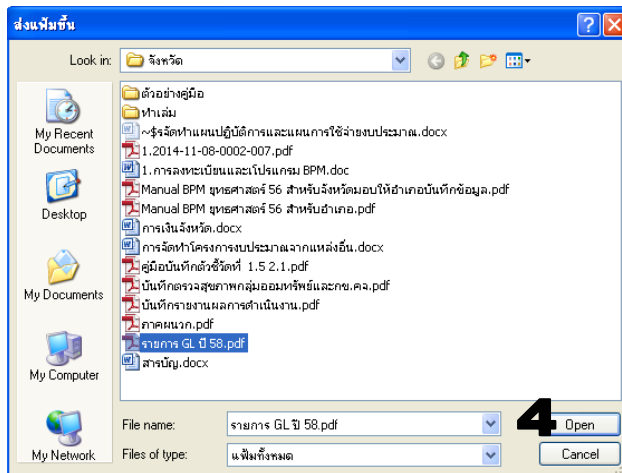 ส่งแฟ้มขึ้น
Look in:
จังหวัด
My Recent Documents
Desktop
My Documents
My Computer
My Network
ตัวอย่างคู่มือ
ทำเล่ม
~$รจัดทำแผนปฏิบัติการและแผนการใช้จ่ายงบประมาณ.docx
1.2014-11-08-0002-007.pdf
1.การลงทะเบียนและเโปรแกรม BPM.doc
Manual BPM ยุทธศาสตร์ 56 สำหรับจังหวัดมอบให้อำเภอบันทึกข้อมูล.pdf
Manual BPM ยุทธศาสตร์ 56 สำหรับอำเภอ.pdf
การเงินจังหวัด.docx
การจัดทำโครงการงบประมาณจากแหล่งอื่น.docx
คู่มือบันทึกตัวชี้วัดที่ 1.5 2.1.pdf
บันทึกตรวจสุขภาพกลุ่มออมทรัพย์และกข.คจ.pdf
บันทึกรายงานผลการดำเนินงาน.pdf
ภาคผนวก.pdf
รายการ GL ปี 58.pdf
สารบัญ.docx
File name:
รายการ GL ปี 58.pdf
4
Open
Files of type:
แฟ้มทั้งหมด
Cancel